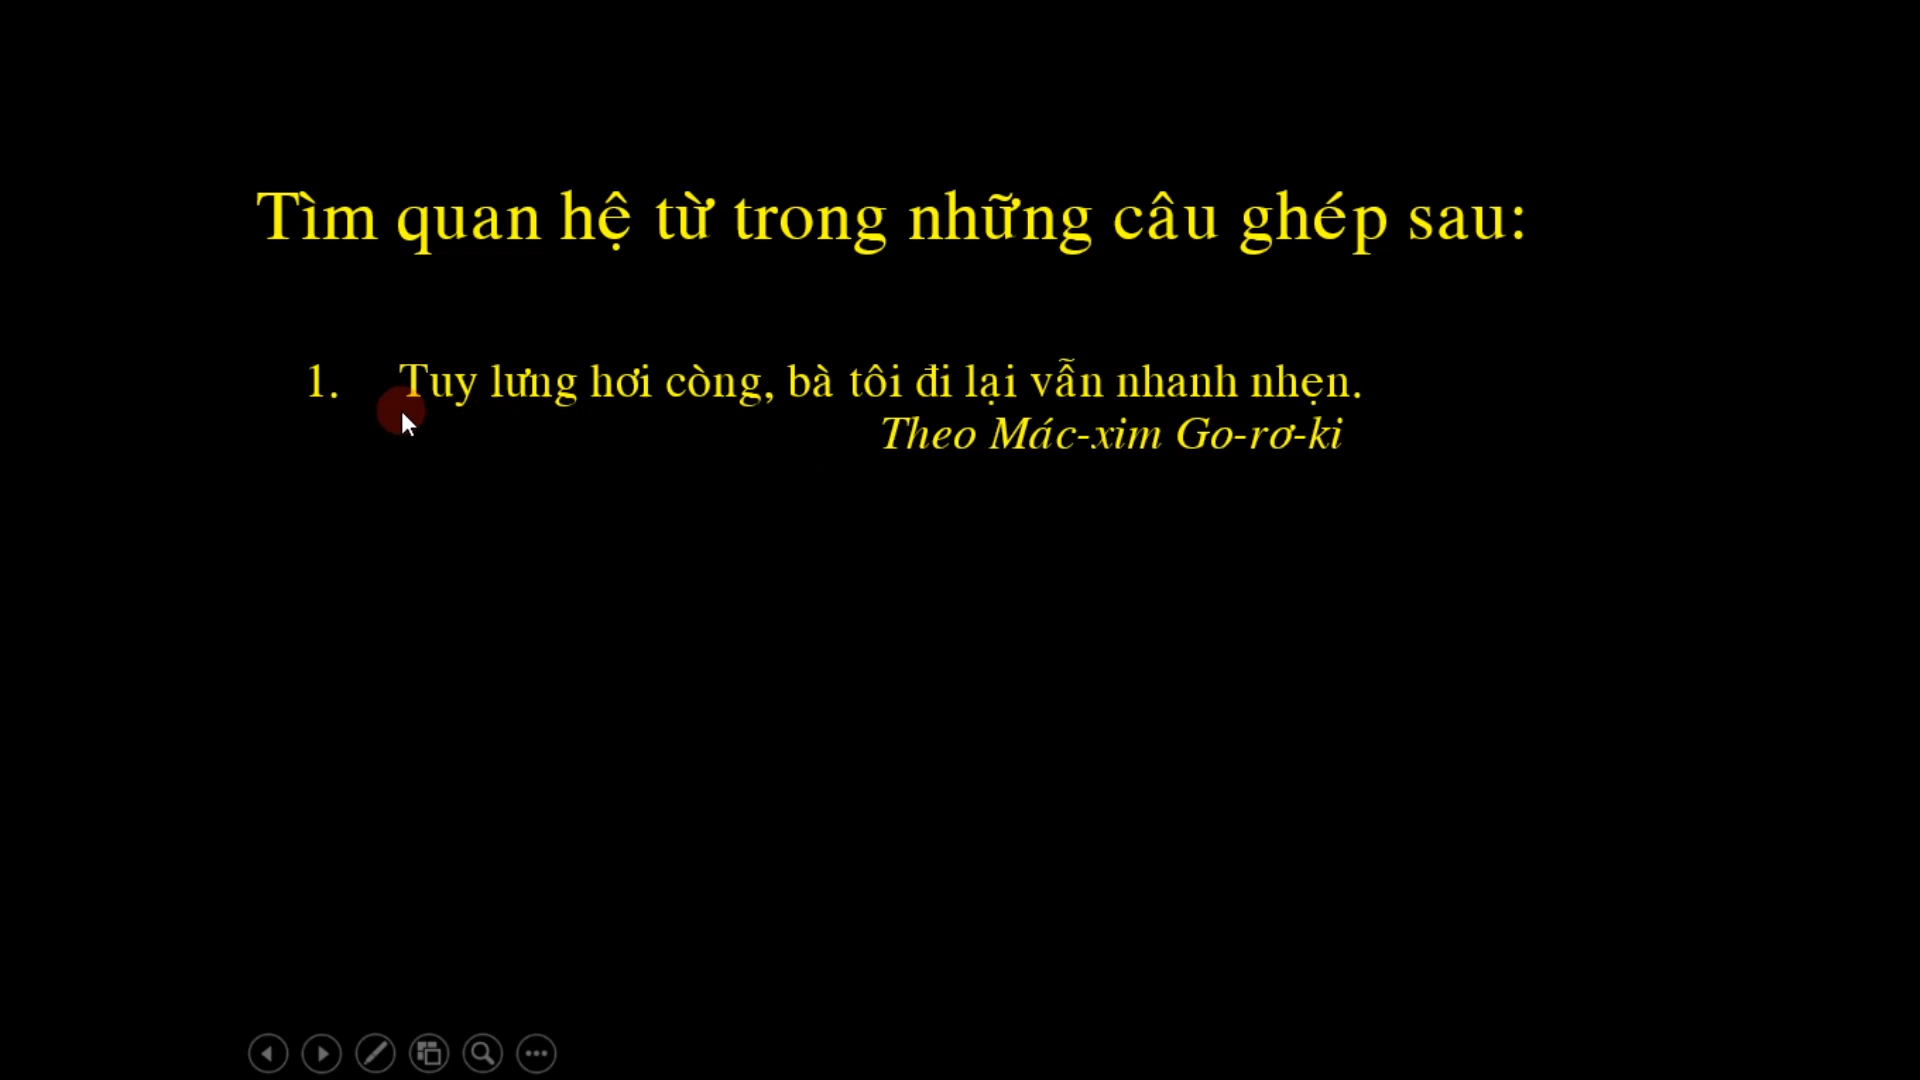 Tìm quan hệ từ trong những câu ghép sau:
1. Tuy lưng hơi còng, bà tôi đi lại vẫn nhanh nhẹn.
Theo Mác-xim Go-rơ-ki